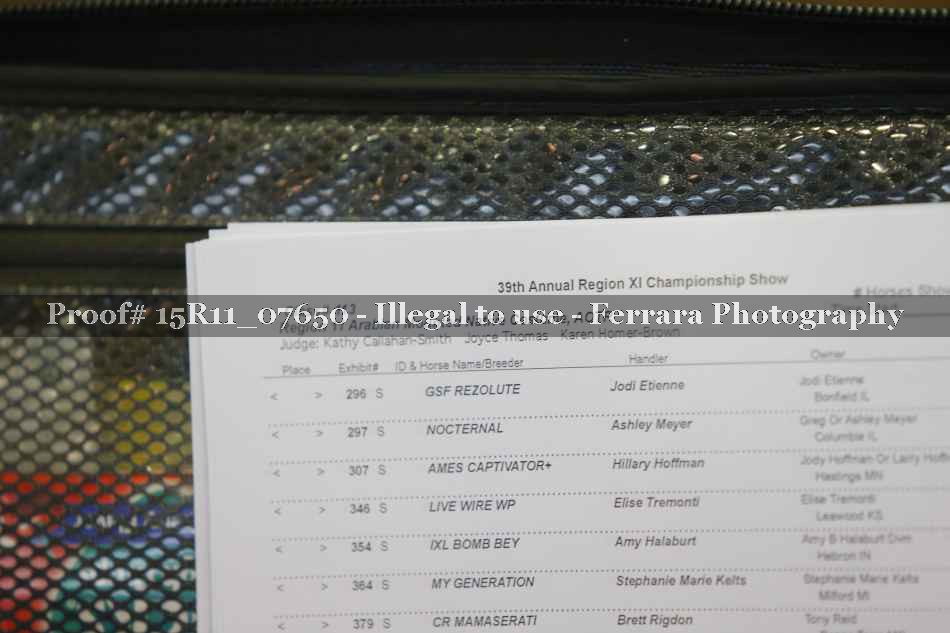 39th Annual Region XI Championship Show
# Horses Show
Proof# 15R11_07650 - Illegal to use. - Ferrara Photography
Judge: Kathy Callahan-Smith Joyce Thomas Karen Homer-Brown
Place Exhibit# ID & Horse Name/Breeder Handler Owner
< > 296 S GSF REZOLUTE Jodi Etienne Jodi Etienne
Bonfield IL
< > 297 S NOCTERNAL Ashley Meyer Greg Or Ashley Meyer
Columbia IL
< > 307 S AMES CAPTIVATOR+ Hillary Hoffman Jody Hoffman Or Larry Hoffm
Hastings MN
< > 346 S LIVE WIRE WP Elise Tremonti Elise Tremonti
Leawood KS
< > 354 S IXL BOMB BEY Amy Halaburt Amy B Halaburt Dvm
Hebron IN
< > 364 S MY GENERATION Stephanie Marie Kelts Stephanie Marie Kelts
Milford MI
< > 379 S CR MAMASERATI Brett Rigdon Tony Reid